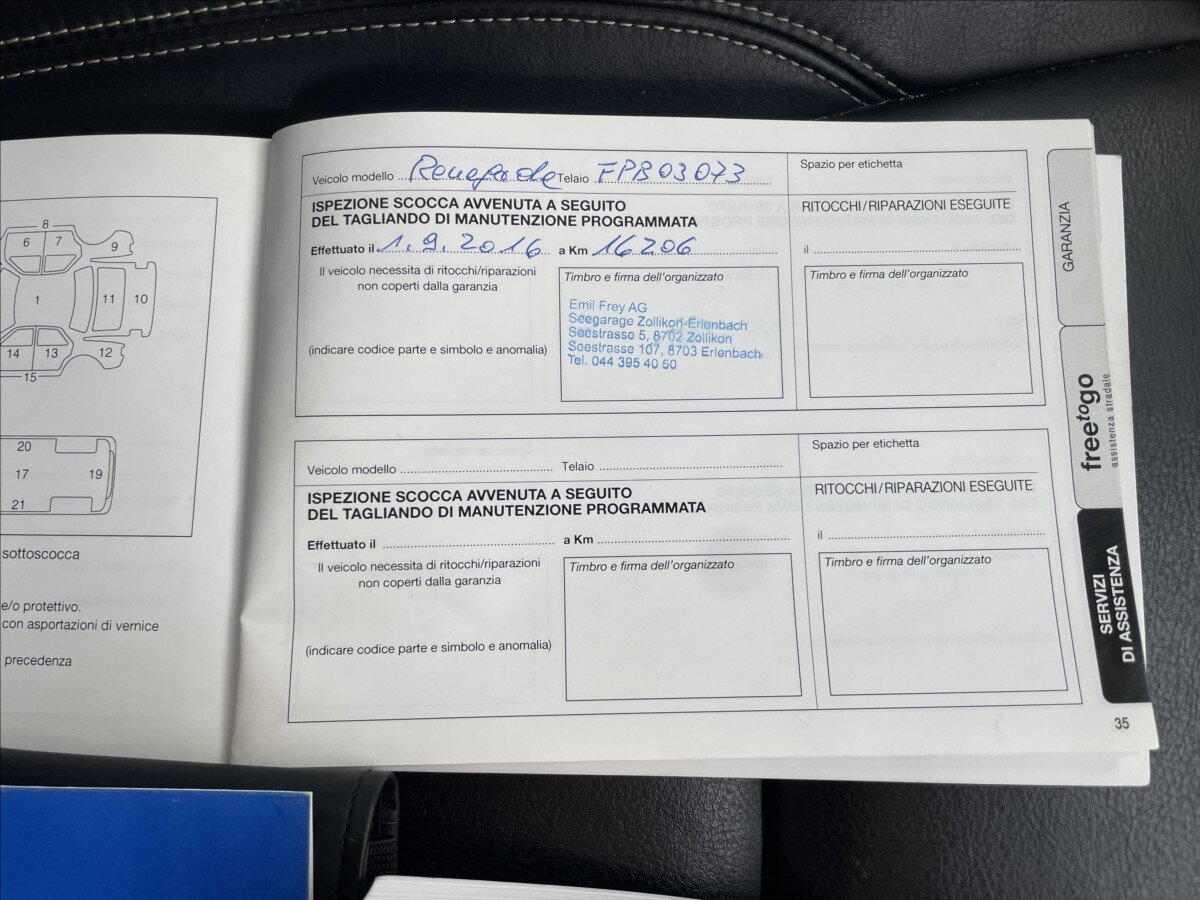 8
6 7 9
1 11 10
14 13 12
15
20
17 19
21
sottoscocca
e/o protettivo.
con asportazioni di vernice
precedenza
Veicolo modello Renegade Telaio FPB03073
Spazio per etichetta
ISPEZIONE SCOCCA AVVENUTA A SEGUITO
DEL TAGLIANDO DI MANUTENZIONE PROGRAMMATA
RITOCCHI/RIPARAZIONI ESEGUITE
Effettuato il 1.9.2016 a Km 16206
il
Il veicolo necessita di ritocchi/riparazioni
non coperti dalla garanzia
(indicare codice parte e simbolo e anomalia)
Timbro e firma dell'organizzato
Emil Frey AG
Seegarage Zollikon-Erlenbach
Seestrasse 5, 8702 Zollikon
Seestrasse 107, 8703 Erlenbach
Tel. 044 395 40 50
Timbro e firma dell'organizzato
Veicolo modello Telaio
Spazio per etichetta
ISPEZIONE SCOCCA AVVENUTA A SEGUITO
DEL TAGLIANDO DI MANUTENZIONE PROGRAMMATA
RITOCCHI/RIPARAZIONI ESEGUITE
Effettuato il a Km
il
Il veicolo necessita di ritocchi/riparazioni
non coperti dalla garanzia
(indicare codice parte e simbolo e anomalia)
Timbro e firma dell'organizzato
Timbro e firma dell'organizzato
GARANZIA
freetogo
assistenza stradale
SERVIZI
DI ASSISTENZA
35